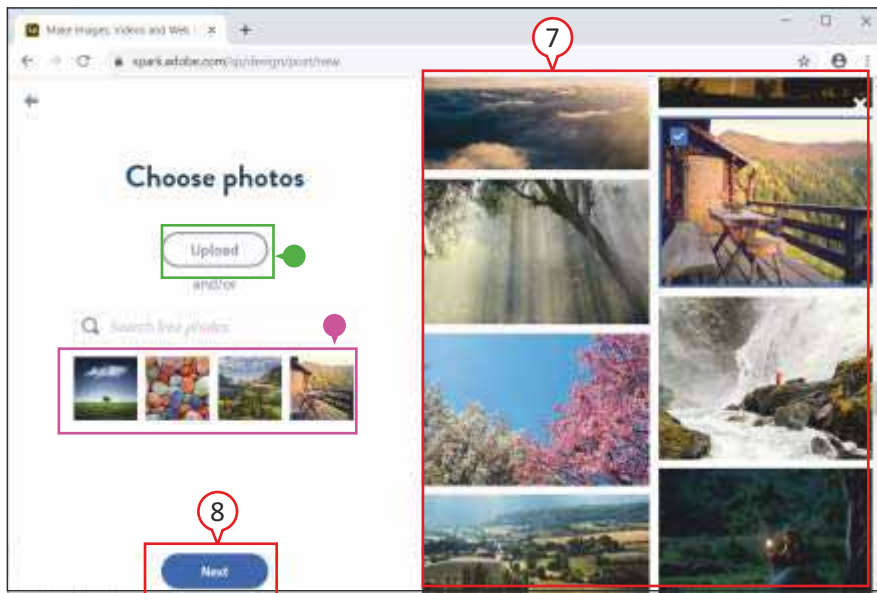 Make Images, Videos and Web
7
spark.adobe.com/sp/design/post/new
Choose photos
Upload
and/or
Search free photos
8
Next